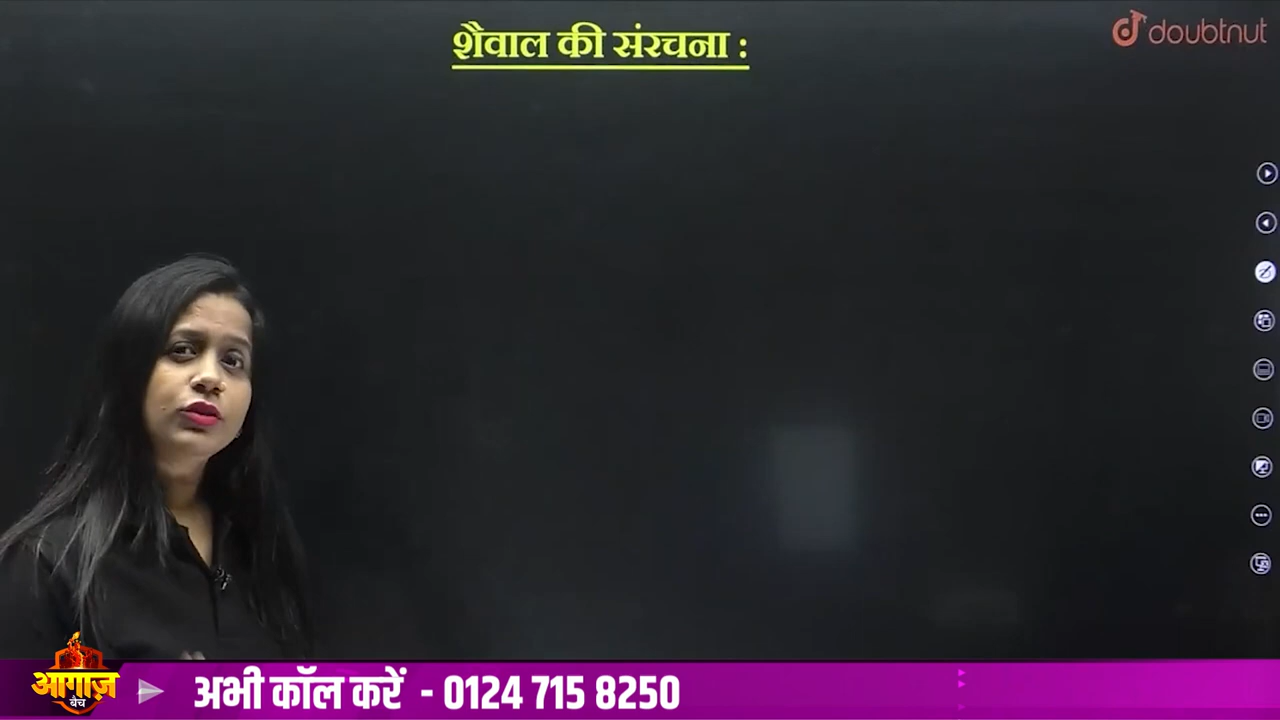 शैवाल की संरचना :
doubtnut
आगाज़
बैच
अभी कॉल करें - 0124 715 8250